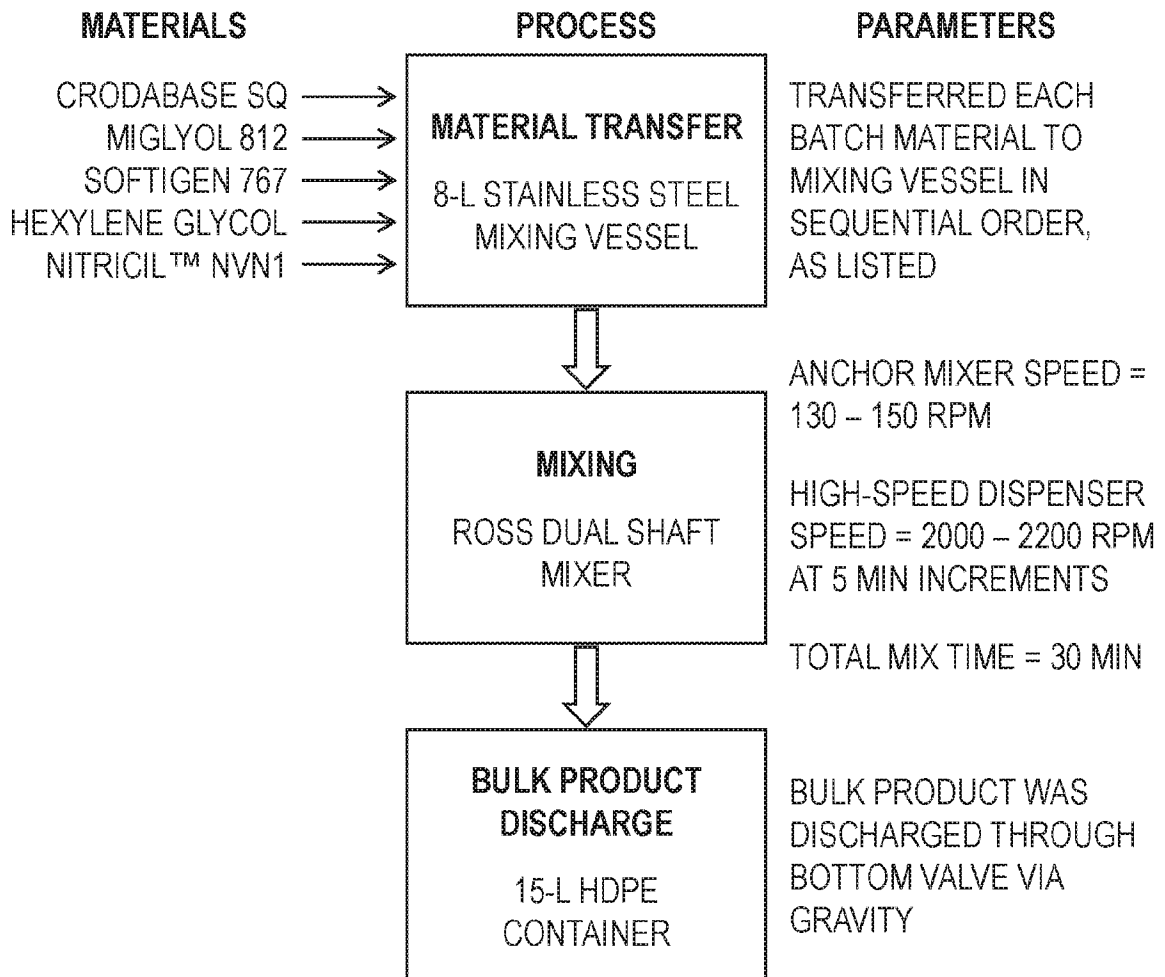 MATERIALS
PROCESS
PARAMETERS
CRODABASE SQ
MIGLYOL 812
SOFTIGEN 767
HEXYLENE GLYCOL
NITRICIL™ NVN1
MATERIAL TRANSFER
8-L STAINLESS STEEL
MIXING VESSEL
TRANSFERRED EACH
BATCH MATERIAL TO
MIXING VESSEL IN
SEQUENTIAL ORDER,
AS LISTED
MIXING
ROSS DUAL SHAFT
MIXER
ANCHOR MIXER SPEED =
130 – 150 RPM
HIGH-SPEED DISPENSER
SPEED = 2000 – 2200 RPM
AT 5 MIN INCREMENTS
TOTAL MIX TIME = 30 MIN
BULK PRODUCT
DISCHARGE
15-L HDPE
CONTAINER
BULK PRODUCT WAS
DISCHARGED THROUGH
BOTTOM VALVE VIA
GRAVITY